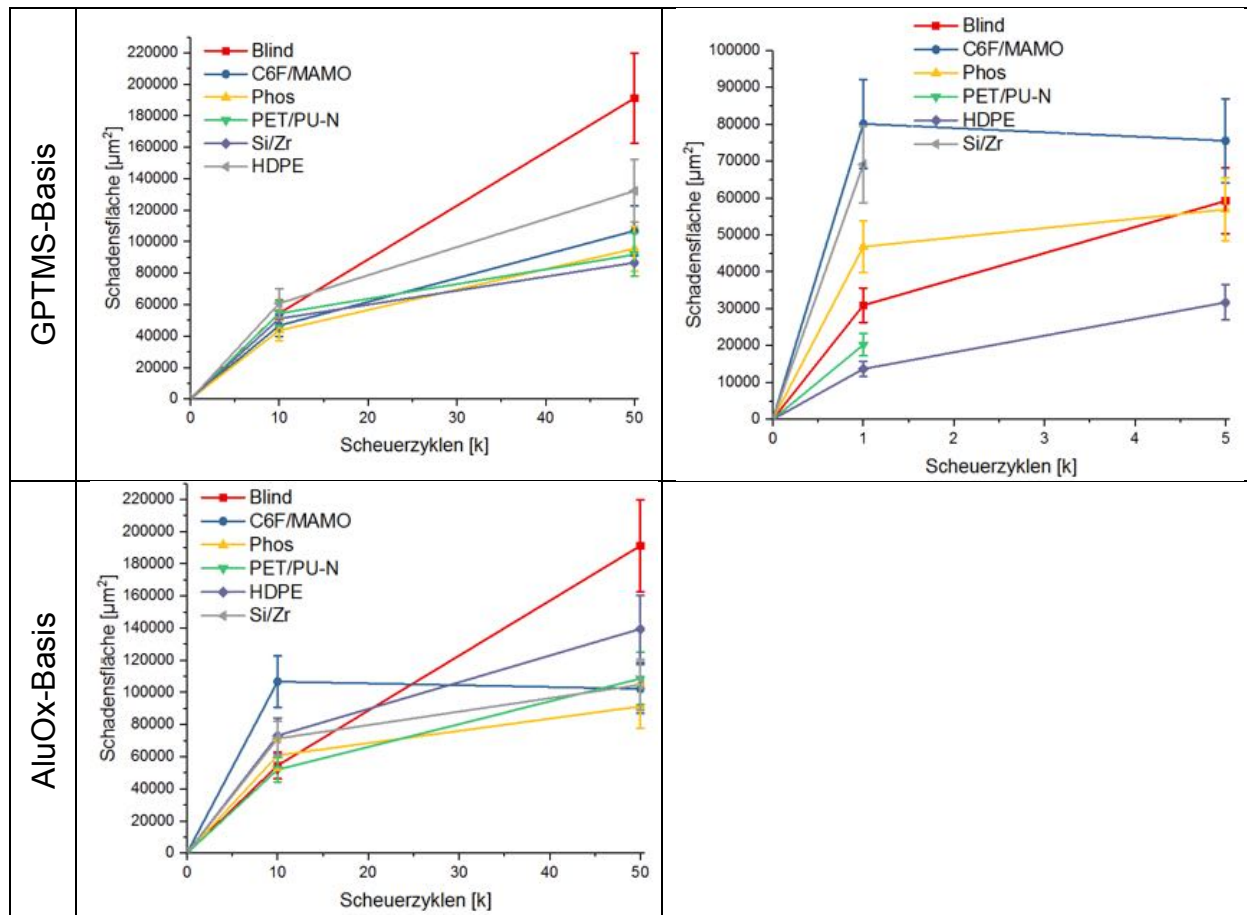 GPTMS-Basis
220000
200000
180000
160000
140000
120000
100000
80000
60000
40000
20000
0
Schadensfläche [µm²]
Blind
C6F/MAMO
Phos
PET/PU-N
Si/Zr
HDPE
0 10 20 30 40 50
Scheuerzyklen [k]
100000
90000
80000
70000
60000
50000
40000
30000
20000
10000
0
Schadensfläche [µm²]
Blind
C6F/MAMO
Phos
PET/PU-N
HDPE
Si/Zr
0 1 2 3 4 5
Scheuerzyklen [k]
AluOx-Basis
220000
200000
180000
160000
140000
120000
100000
80000
60000
40000
20000
0
Schadensfläche [µm²]
Blind
C6F/MAMO
Phos
PET/PU-N
HDPE
Si/Zr
0 10 20 30 40 50
Scheuerzyklen [k]